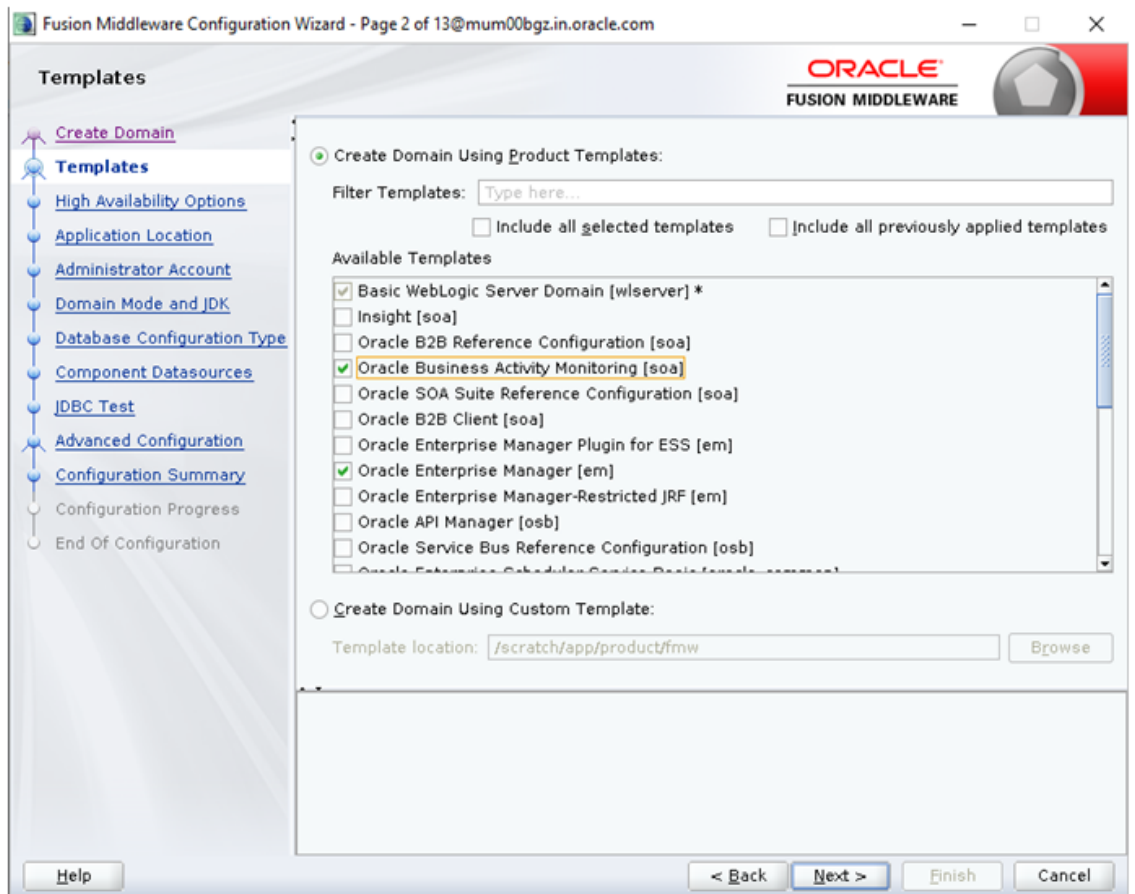 Fusion Middleware Configuration Wizard - Page 2 of 13@mum00bgz.in.oracle.com
Templates
ORACLE
FUSION MIDDLEWARE
Create Domain
Templates
High Availability Options
Application Location
Administrator Account
Domain Mode and JDK
Database Configuration Type
Component Datasources
JDBC Test
Advanced Configuration
Configuration Summary
Configuration Progress
End Of Configuration
Create Domain Using Product Templates:
Filter Templates: Type here...
Include all selected templates Include all previously applied templates
Available Templates
Basic WebLogic Server Domain [wlserver] *
Insight [soa]
Oracle B2B Reference Configuration [soa]
Oracle Business Activity Monitoring [soa]
Oracle SOA Suite Reference Configuration [soa]
Oracle B2B Client [soa]
Oracle Enterprise Manager Plugin for ESS [em]
Oracle Enterprise Manager [em]
Oracle Enterprise Manager-Restricted JRF [em]
Oracle API Manager [osb]
Oracle Service Bus Reference Configuration [osb]
Oracle Enterprise Scheduler Service Basic [oracle_common]
Create Domain Using Custom Template:
Template location: /scratch/app/product/fmw Browse
Help < Back Next > Finish Cancel